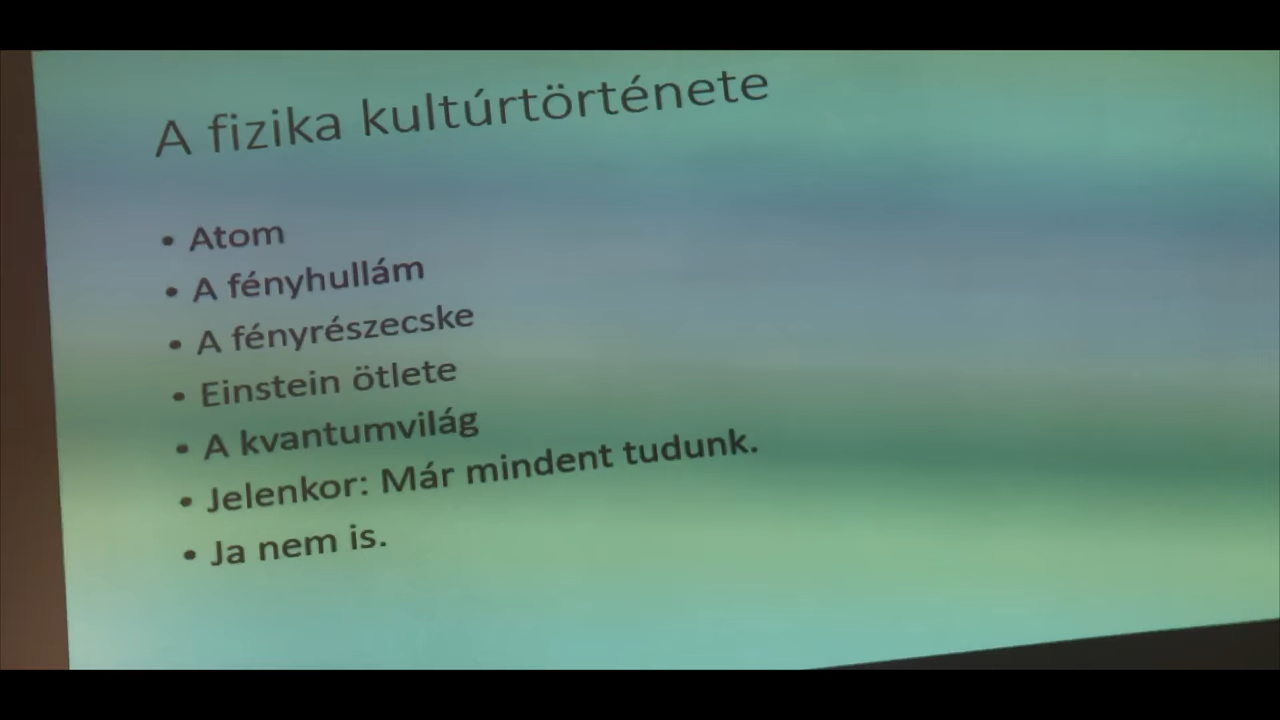 A fizika kultúrtörténete
• Atom
• A fényhullám
• A fényrészecske
• Einstein ötlete
• A kvantumvilág
• Jelenkor: Már mindent tudunk.
• Ja nem is.